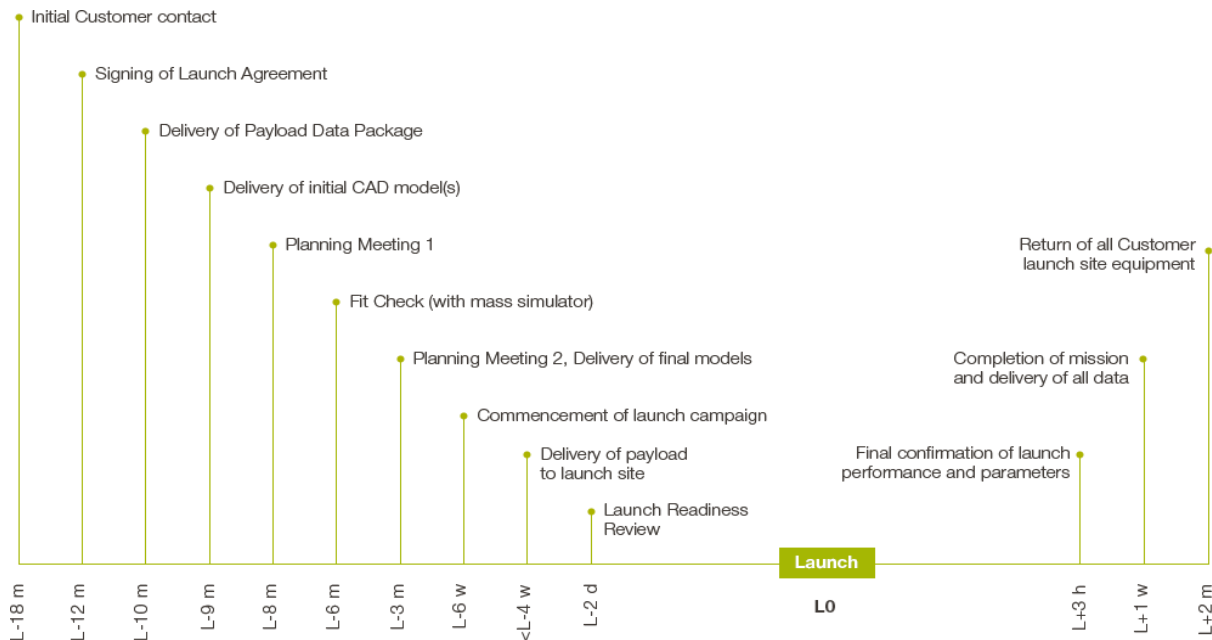 Initial Customer contact
Signing of Launch Agreement
Delivery of Payload Data Package
Delivery of initial CAD model(s)
Planning Meeting 1
Return of all Customer
launch site equipment
Fit Check (with mass simulator)
Planning Meeting 2, Delivery of final models
Completion of mission
and delivery of all data
Commencement of launch campaign
Delivery of payload
to launch site
Final confirmation of launch
performance and parameters
Launch Readiness
Review
Launch
L-18 m
L-12 m
L-10 m
L-9 m
L-8 m
L-6 m
L-3 m
L-6 w
<L-4 w
L-2 d
L0
L+3 h
L+1 w
L+2 m